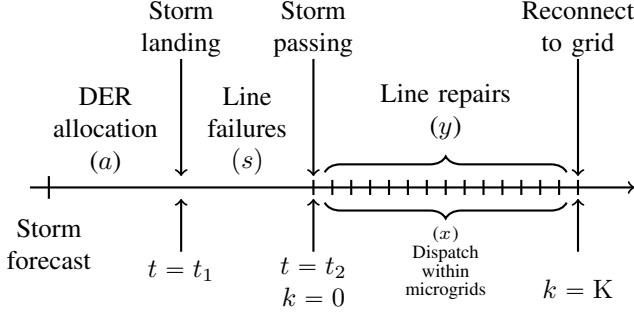 Storm
landing
Storm
passing
Reconnect
to grid
DER
allocation
(a)
Line
failures
(s)
Line repairs
(y)
Storm
forecast
t = t₁
t = t₂
k = 0
(x)
Dispatch
within
microgrids
k = K